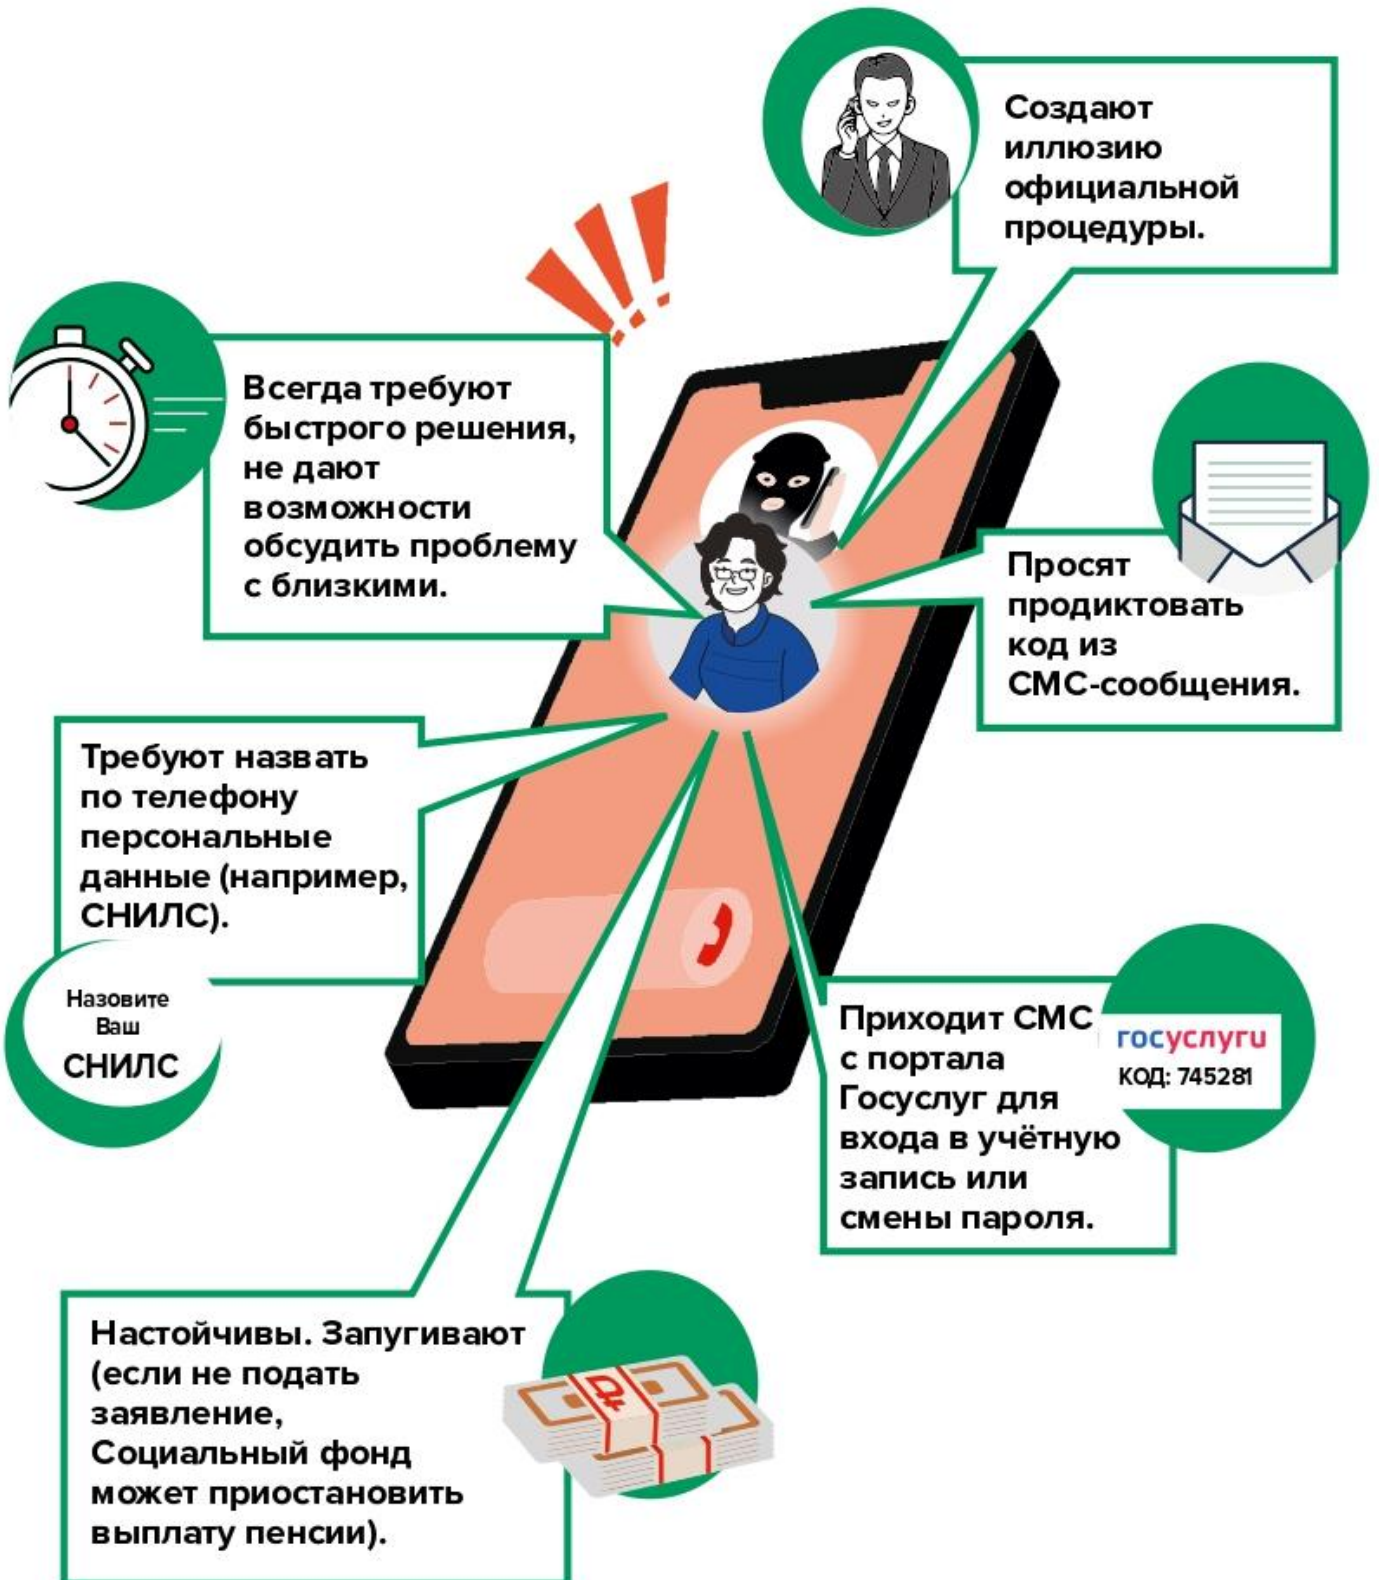 Создают
иллюзию
официальной
процедуры.
Всегда требуют
быстрого решения,
не дают
возможности
обсудить проблему
с близкими.
Просят
продиктовать
код из
СМС-сообщения.
Требуют назвать
по телефону
персональные
данные (например,
СНИЛС).
Назовите
Ваш
СНИЛС
Приходит СМС
с портала
Госуслуг для
входа в учётную
запись или
смены пароля.
госуслуги
КОД: 745281
Настойчивы. Запугивают
(если не подать
заявление,
Социальный фонд
может приостановить
выплату пенсии).
₽